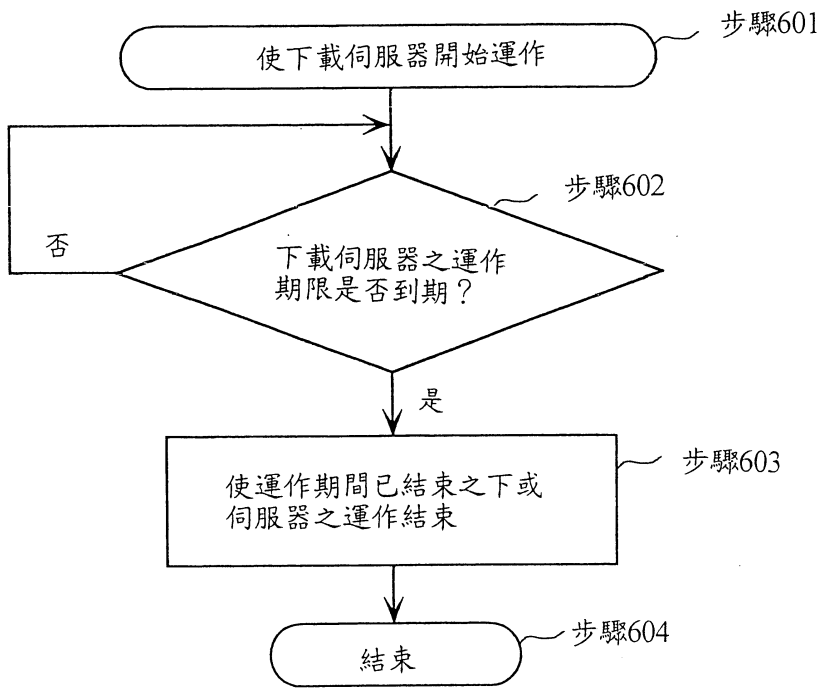 步驟601
使下載伺服器開始運作
步驟602
否
下載伺服器之運作
期限是否到期？
是
步驟603
使運作期間已結束之下或
伺服器之運作結束
步驟604
結束